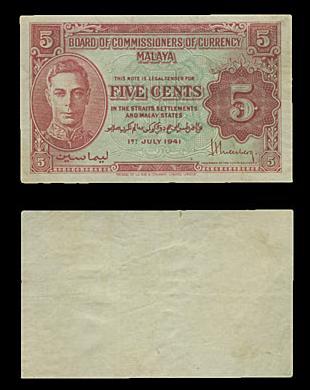 5 BOARD OF COMMISSIONERS OF CURRENCY 5
MALAYA
THIS NOTE IS LEGAL TENDER FOR
FIVE CENTS 5
IN THE STRAITS SETTLEMENTS
AND MALAY STATES
1ST JULY 1941
ليماسين
5 5